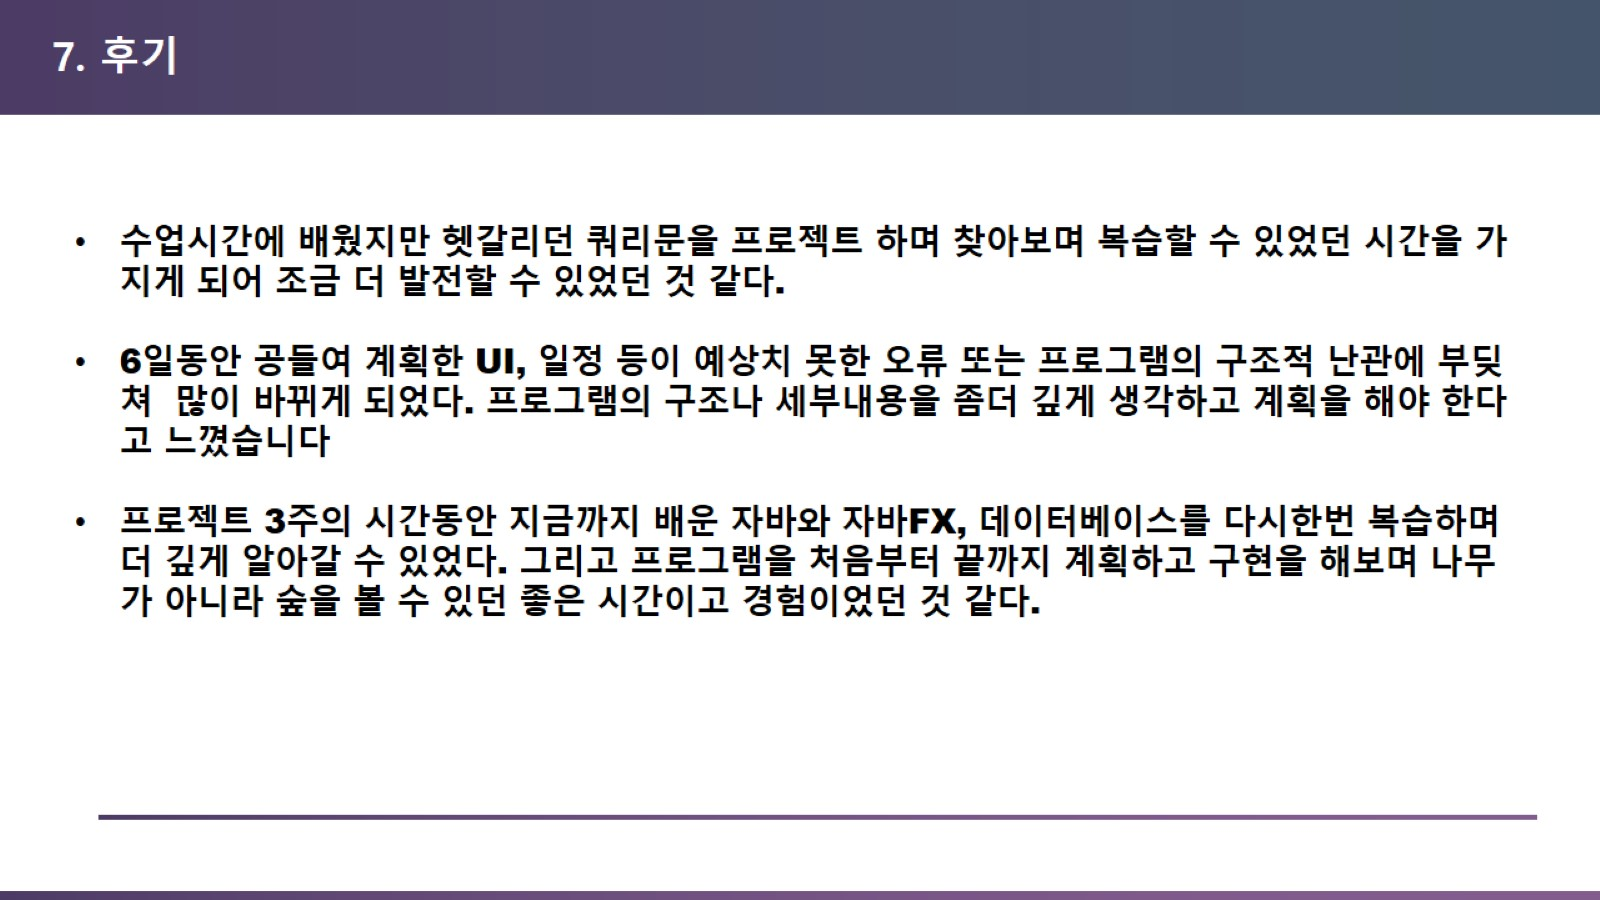 7. 후기
• 수업시간에 배웠지만 헷갈리던 쿼리문을 프로젝트 하며 찾아보며 복습할 수 있었던 시간을 가
지게 되어 조금 더 발전할 수 있었던 것 같다.
• 6일동안 공들여 계획한 UI, 일정 등이 예상치 못한 오류 또는 프로그램의 구조적 난관에 부딪
쳐  많이 바뀌게 되었다. 프로그램의 구조나 세부내용을 좀더 깊게 생각하고 계획을 해야 한다
고 느꼈습니다
• 프로젝트 3주의 시간동안 지금까지 배운 자바와 자바FX, 데이터베이스를 다시한번 복습하며
더 깊게 알아갈 수 있었다. 그리고 프로그램을 처음부터 끝까지 계획하고 구현을 해보며 나무
가 아니라 숲을 볼 수 있던 좋은 시간이고 경험이었던 것 같다.